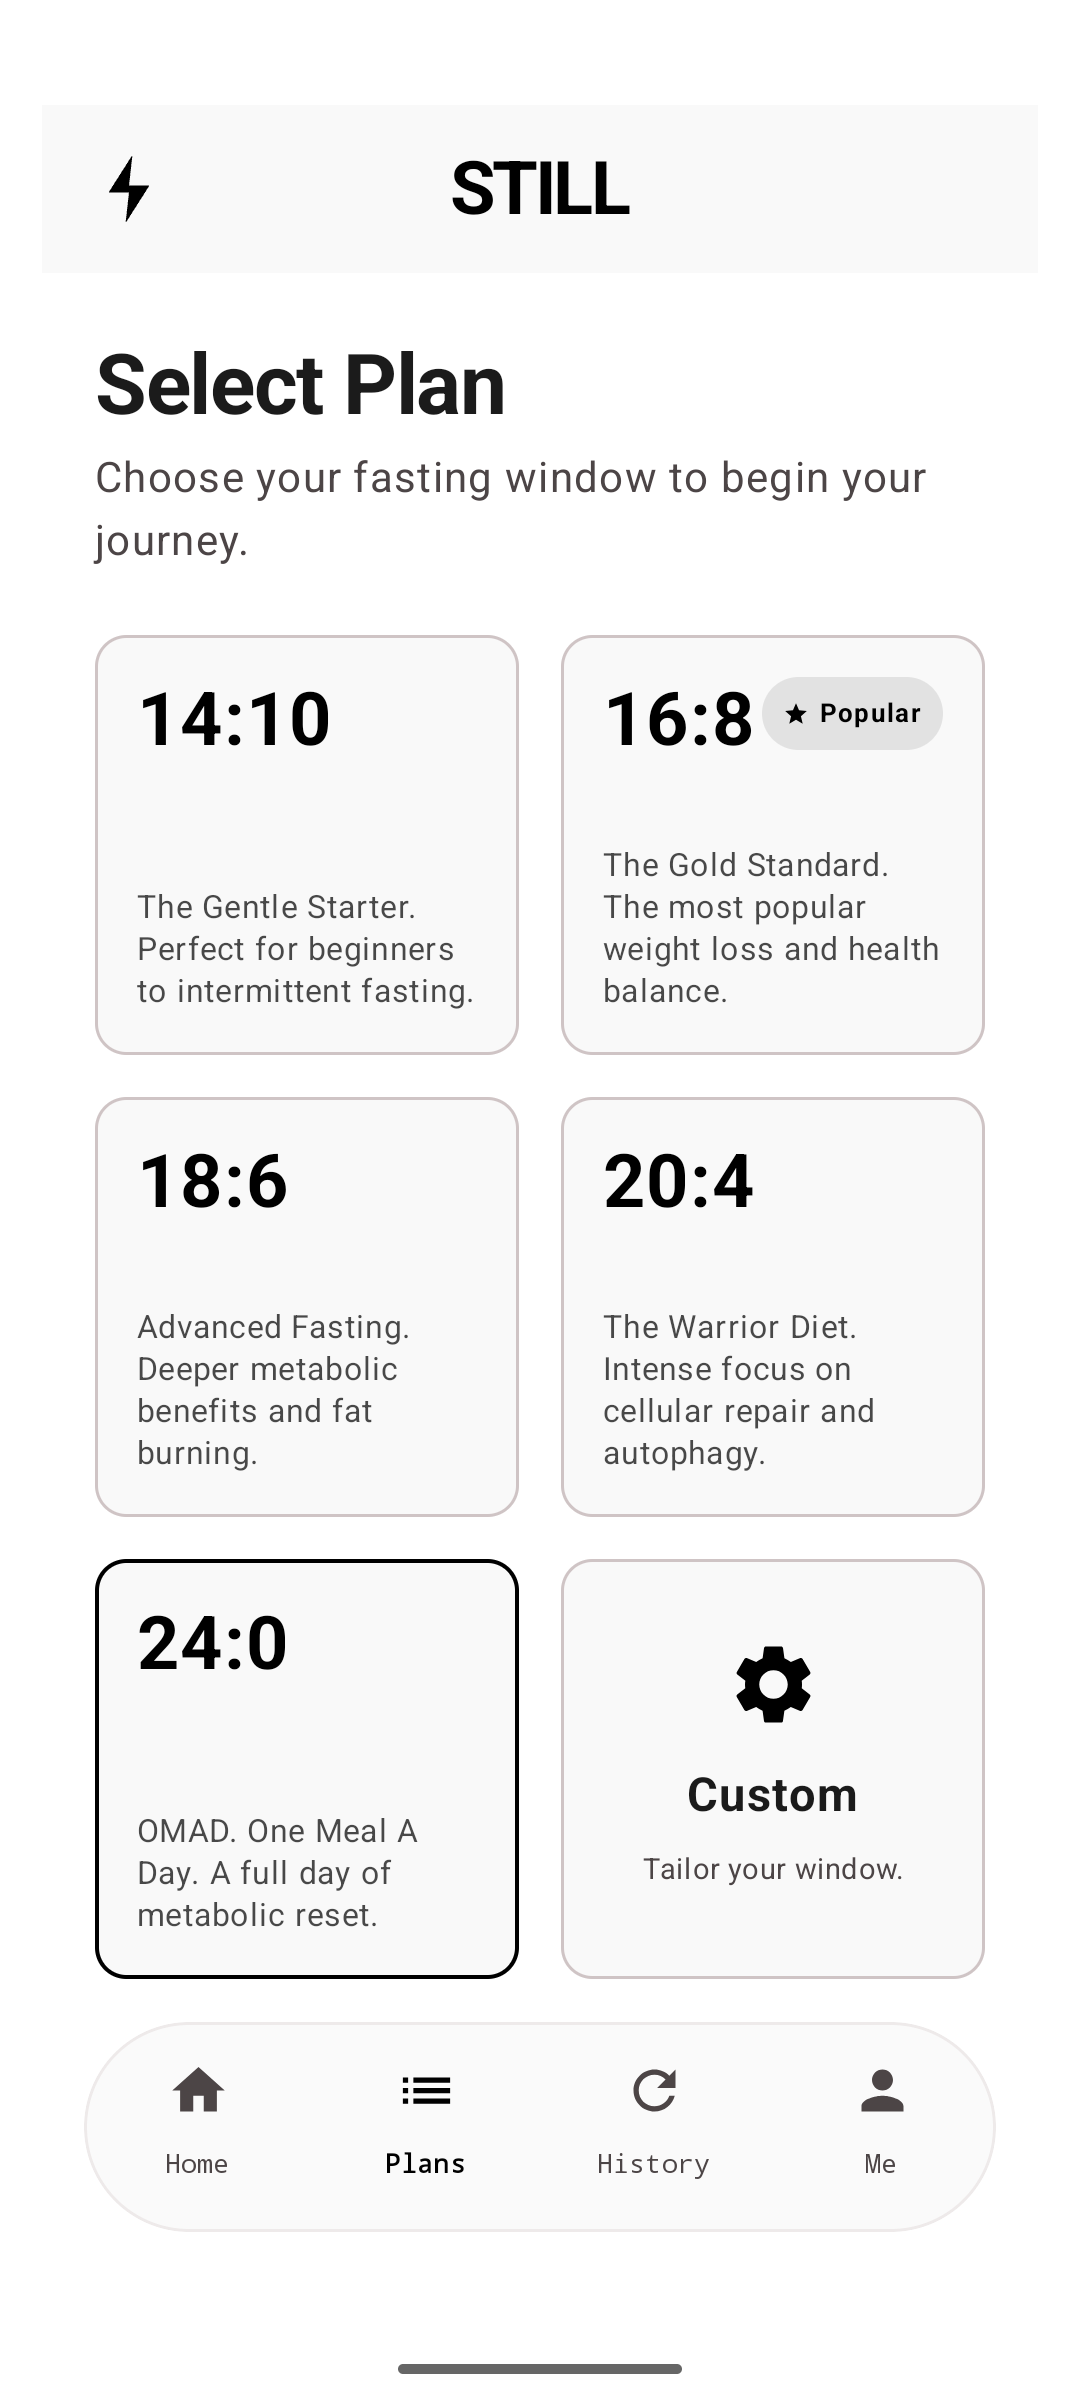 STILL
Select Plan
Choose your fasting window to begin your
journey.
14:10
The Gentle Starter.
Perfect for beginners
to intermittent fasting.
16:8
Popular
The Gold Standard.
The most popular
weight loss and health
balance.
18:6
Advanced Fasting.
Deeper metabolic
benefits and fat
burning.
20:4
The Warrior Diet.
Intense focus on
cellular repair and
autophagy.
24:0
OMAD. One Meal A
Day. A full day of
metabolic reset.
Custom
Tailor your window.
Home
Plans
History
Me